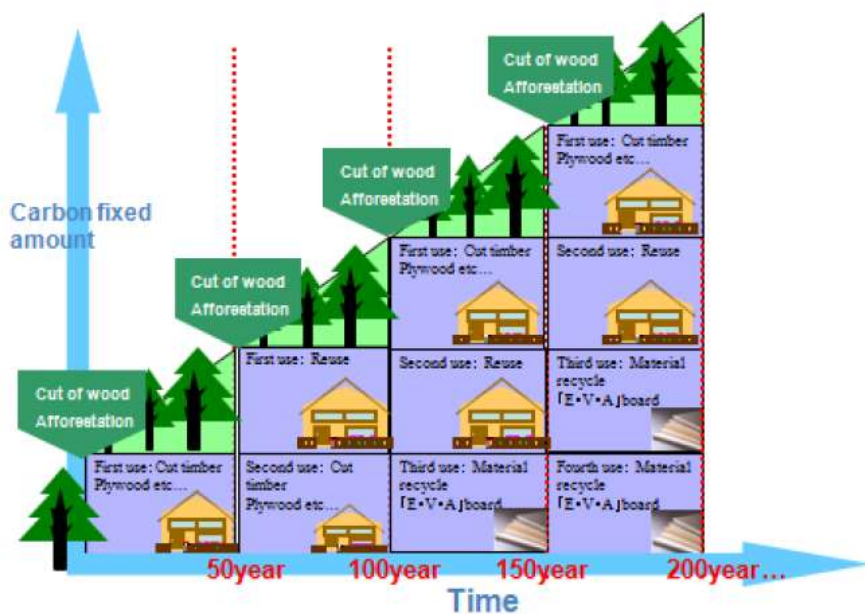 Cut of wood
Afforestation
First use: Cut timber
Plywood etc...
Cut of wood
Afforestation
Second use: Reuse
First use: Cut timber
Plywood etc...
Carbon fixed
amount
Cut of wood
Afforestation
First use: Reuse
Second use: Reuse
Third use: Material
recycle
「E・V・A」board
Cut of wood
Afforestation
First use: Cut timber
Plywood etc...
Second use: Cut
timber
Plywood etc...
Third use: Material
recycle
「E・V・A」board
Fourth use: Material
recycle
「E・V・A」board
50year
100year
150year
200year...
Time